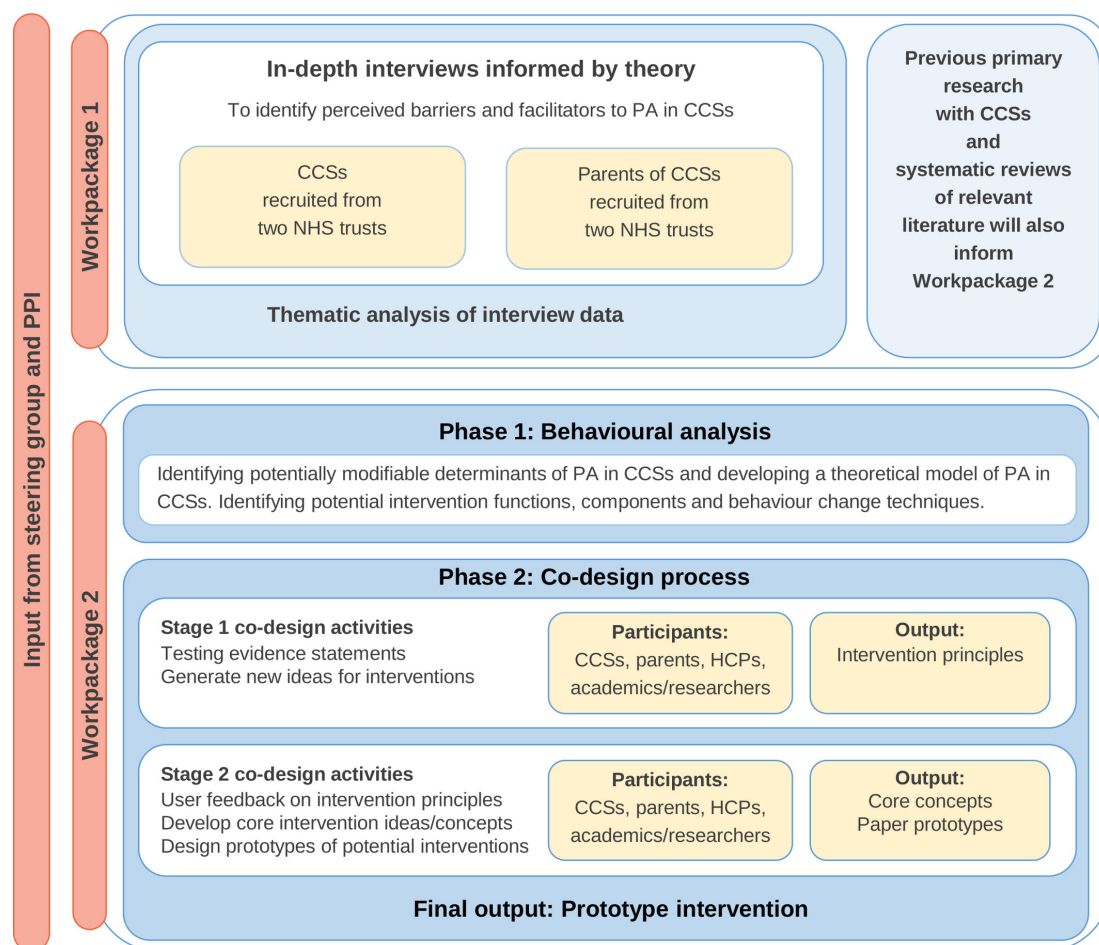 Input from steering group and PPI
Workpackage 1
In-depth interviews informed by theory
To identify perceived barriers and facilitators to PA in CCSs
CCSs
recruited from
two NHS trusts
Parents of CCSs
recruited from
two NHS trusts
Thematic analysis of interview data
Previous primary
research
with CCSs
and
systematic reviews
of relevant
literature will also
inform
Workpackage 2
Workpackage 2
Phase 1: Behavioural analysis
Identifying potentially modifiable determinants of PA in CCSs and developing a theoretical model of PA in
CCSs. Identifying potential intervention functions, components and behaviour change techniques.
Phase 2: Co-design process
Stage 1 co-design activities
Testing evidence statements
Generate new ideas for interventions
Participants:
CCSs, parents, HCPs,
academics/researchers
Output:
Intervention principles
Stage 2 co-design activities
User feedback on intervention principles
Develop core intervention ideas/concepts
Design prototypes of potential interventions
Participants:
CCSs, parents, HCPs,
academics/researchers
Output:
Core concepts
Paper prototypes
Final output: Prototype intervention